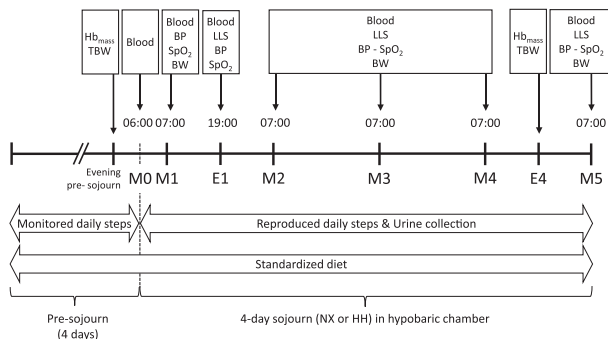 Hbmass
TBW
Blood
Blood
BP
SpO2
BW
Blood
LLS
BP
SpO2
Blood
LLS
BP - SpO2
BW
Hbmass
TBW
Blood
LLS
BP - SpO2
BW
06:00 07:00 19:00 07:00 07:00 07:00 07:00
Evening
pre- sojourn
M0 M1 E1 M2 M3 M4 E4 M5
Monitored daily steps
Reproduced daily steps & Urine collection
Standardized diet
Pre-sojourn
(4 days)
4-day sojourn (NX or HH) in hypobaric chamber